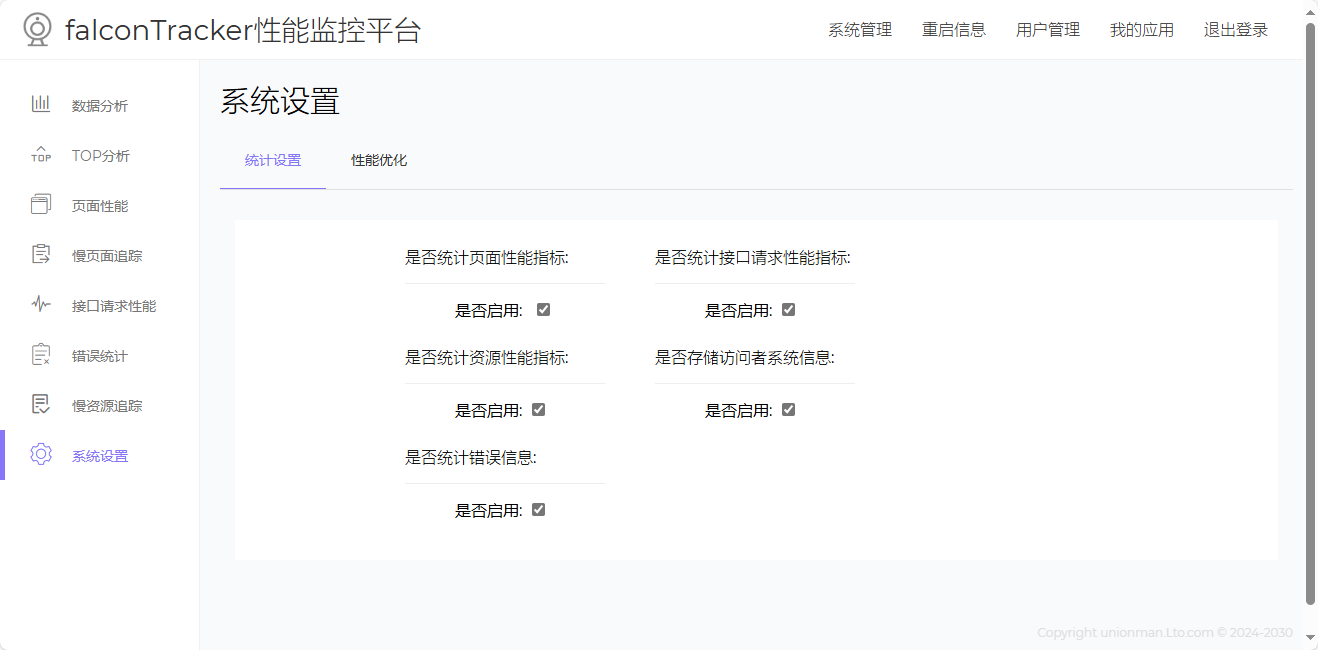 falconTracker性能监控平台
系统管理 重启信息 用户管理 我的应用 退出登录
数据分析
TOP
TOP分析
页面性能
慢页面追踪
接口请求性能
错误统计
慢资源追踪
系统设置
系统设置
统计设置 性能优化
是否统计页面性能指标: 是否统计接口请求性能指标:
是否启用: 是否启用:
是否统计资源性能指标: 是否存储访问者系统信息:
是否启用: 是否启用:
是否统计错误信息:
是否启用:
Copyright unionman.Lto.com © 2024-2030